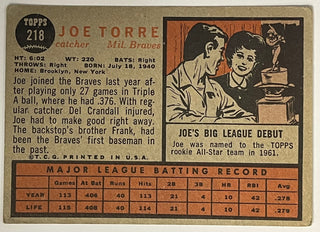 TOPPS
218
JOE TORRE
catcher Mil. Braves
HT: 6:02 WT: 220 BATS: Right
THROWS: Right BORN: July 18, 1940
HOME: Brooklyn, New York
Joe joined the Braves last year after
playing only 27 games in Triple
A ball, where he had .376. With regular
catcher Del Crandall injured,
Joe had to make good right away.
The backstop's brother Frank, had
been the Braves' first baseman in
the past.
©T.C.G. PRINTED IN U.S.A.
JOE'S BIG LEAGUE DEBUT
Joe was named to the TOPPS
rookie All-Star team in 1961.
MAJOR LEAGUE BATTING RECORD
Games At Bat Runs Hits 2B 3B H.R. RBI Av.
YEAR 113 406 40 113 21 4 10 42 .278
LIFE 115 408 40 114 21 4 10 42 .279